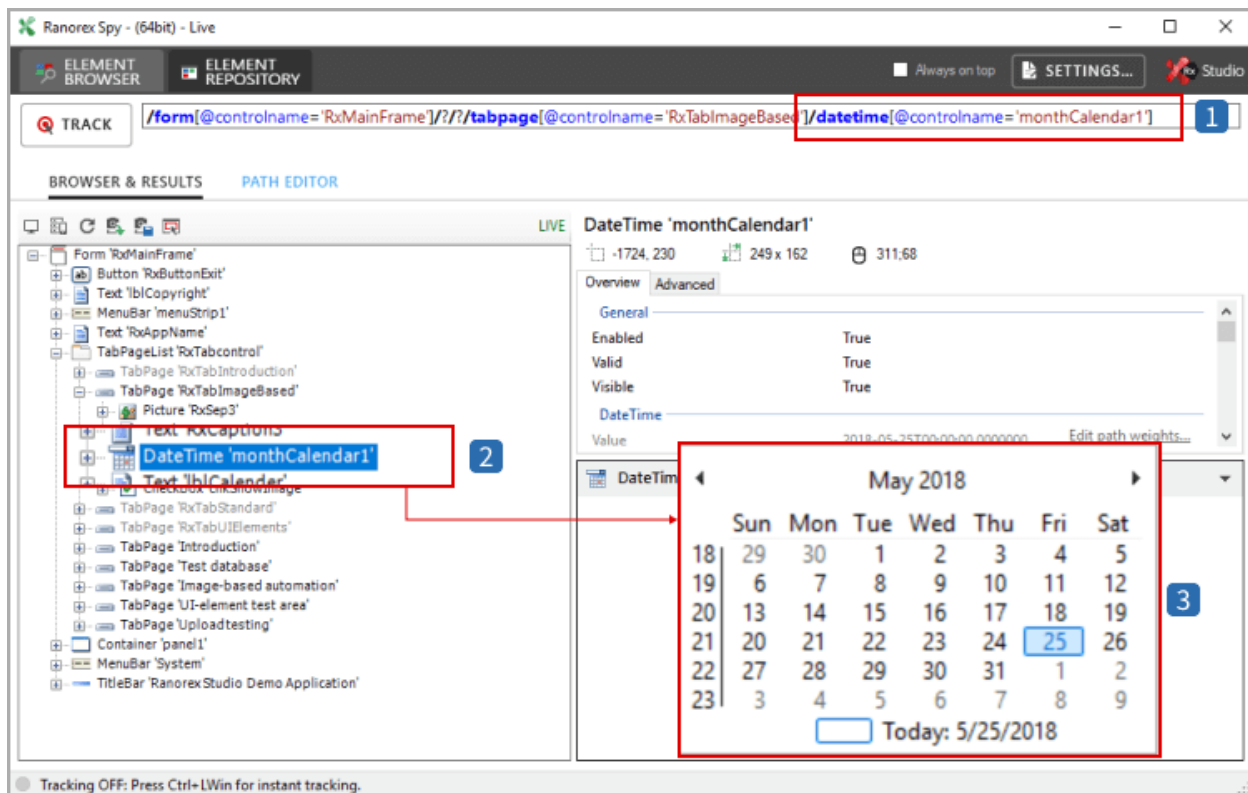 Ranorex Spy - (64bit) - Live
ELEMENT BROWSER
ELEMENT REPOSITORY
Always on top
SETTINGS...
Rx Studio
TRACK
/form[@controlname='RxMainFrame']/?/?/tabpage[@controlname='RxTabImageBased']/datetime[@controlname='monthCalendar1']
1
BROWSER & RESULTS
PATH EDITOR
LIVE
Form 'RxMainFrame'
Button 'RxButtonExit'
Text 'lblCopyright'
MenuBar 'menuStrip1'
Text 'RxAppName'
TabPageList 'RxTabcontrol'
TabPage 'RxTabIntroduction'
TabPage 'RxTabImageBased'
Picture 'RxSep3'
Text 'RxCaption3'
DateTime 'monthCalendar1'
Text 'lblCalender'
2
TabPage 'RxTabStandard'
TabPage 'RxTabUIElements'
TabPage 'Introduction'
TabPage 'Test database'
TabPage 'Image-based automation'
TabPage 'UI-element test area'
TabPage 'Uploadtesting'
Container 'panel1'
MenuBar 'System'
TitleBar 'Ranorex Studio Demo Application'
DateTime 'monthCalendar1'
-1724, 230
249 x 162
311;68
Overview
Advanced
General
Enabled True
Valid True
Visible True
DateTime
Value 2018-05-25T00:00:00.0000000
Edit path weights...
DateTim
May 2018
Sun Mon Tue Wed Thu Fri Sat
18 29 30 1 2 3 4 5
19 6 7 8 9 10 11 12
20 13 14 15 16 17 18 19
21 20 21 22 23 24 25 26
22 27 28 29 30 31 1 2
23 3 4 5 6 7 8 9
Today: 5/25/2018
3
Tracking OFF: Press Ctrl+LWin for instant tracking.